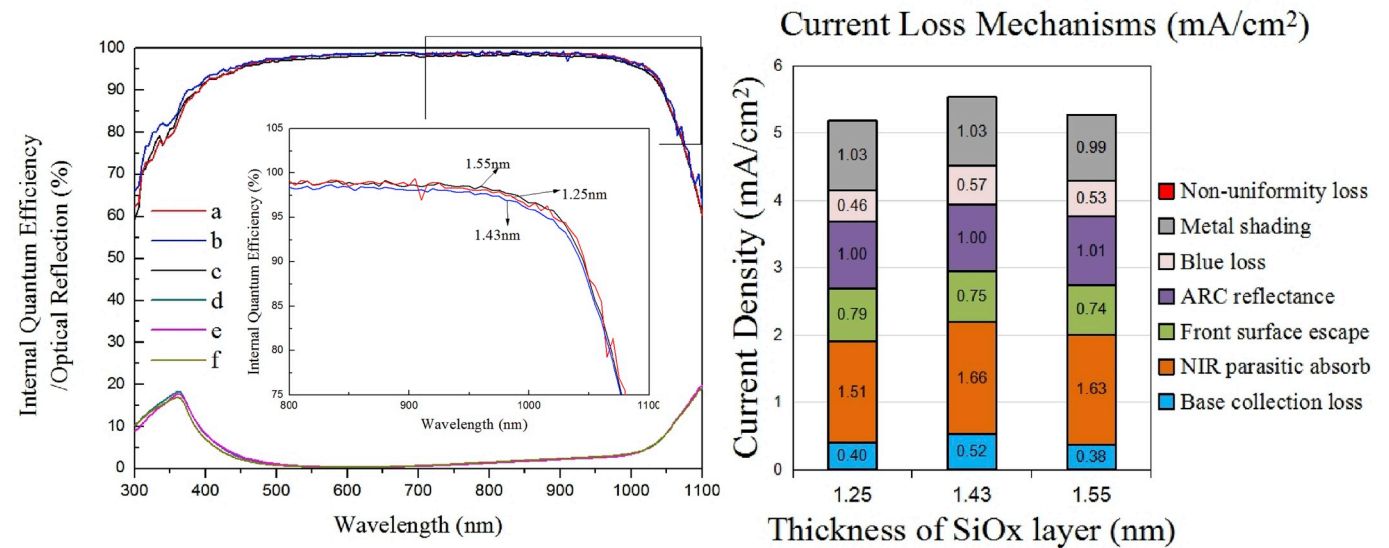 Internal Quantum Efficiency
/Optical Reflection (%)
100
90
80
70
60
50
40
30
20
10
0
300
400
500
600
700
800
900
1000
1100
Wavelength (nm)
a
b
c
d
e
f
Internal Quantum Efficiency (%)
105
100
95
90
85
80
75
800
900
1000
1100
Wavelength (nm)
1.55nm
1.25nm
1.43nm
Current Loss Mechanisms (mA/cm²)
Current Density (mA/cm²)
6
5
4
3
2
1
0
1.03
0.46
1.00
0.79
1.51
0.40
1.03
0.57
1.00
0.75
1.66
0.52
0.99
0.53
1.01
0.74
1.63
0.38
1.25
1.43
1.55
Thickness of SiOx layer (nm)
Non-uniformity loss
Metal shading
Blue loss
ARC reflectance
Front surface escape
NIR parasitic absorb
Base collection loss